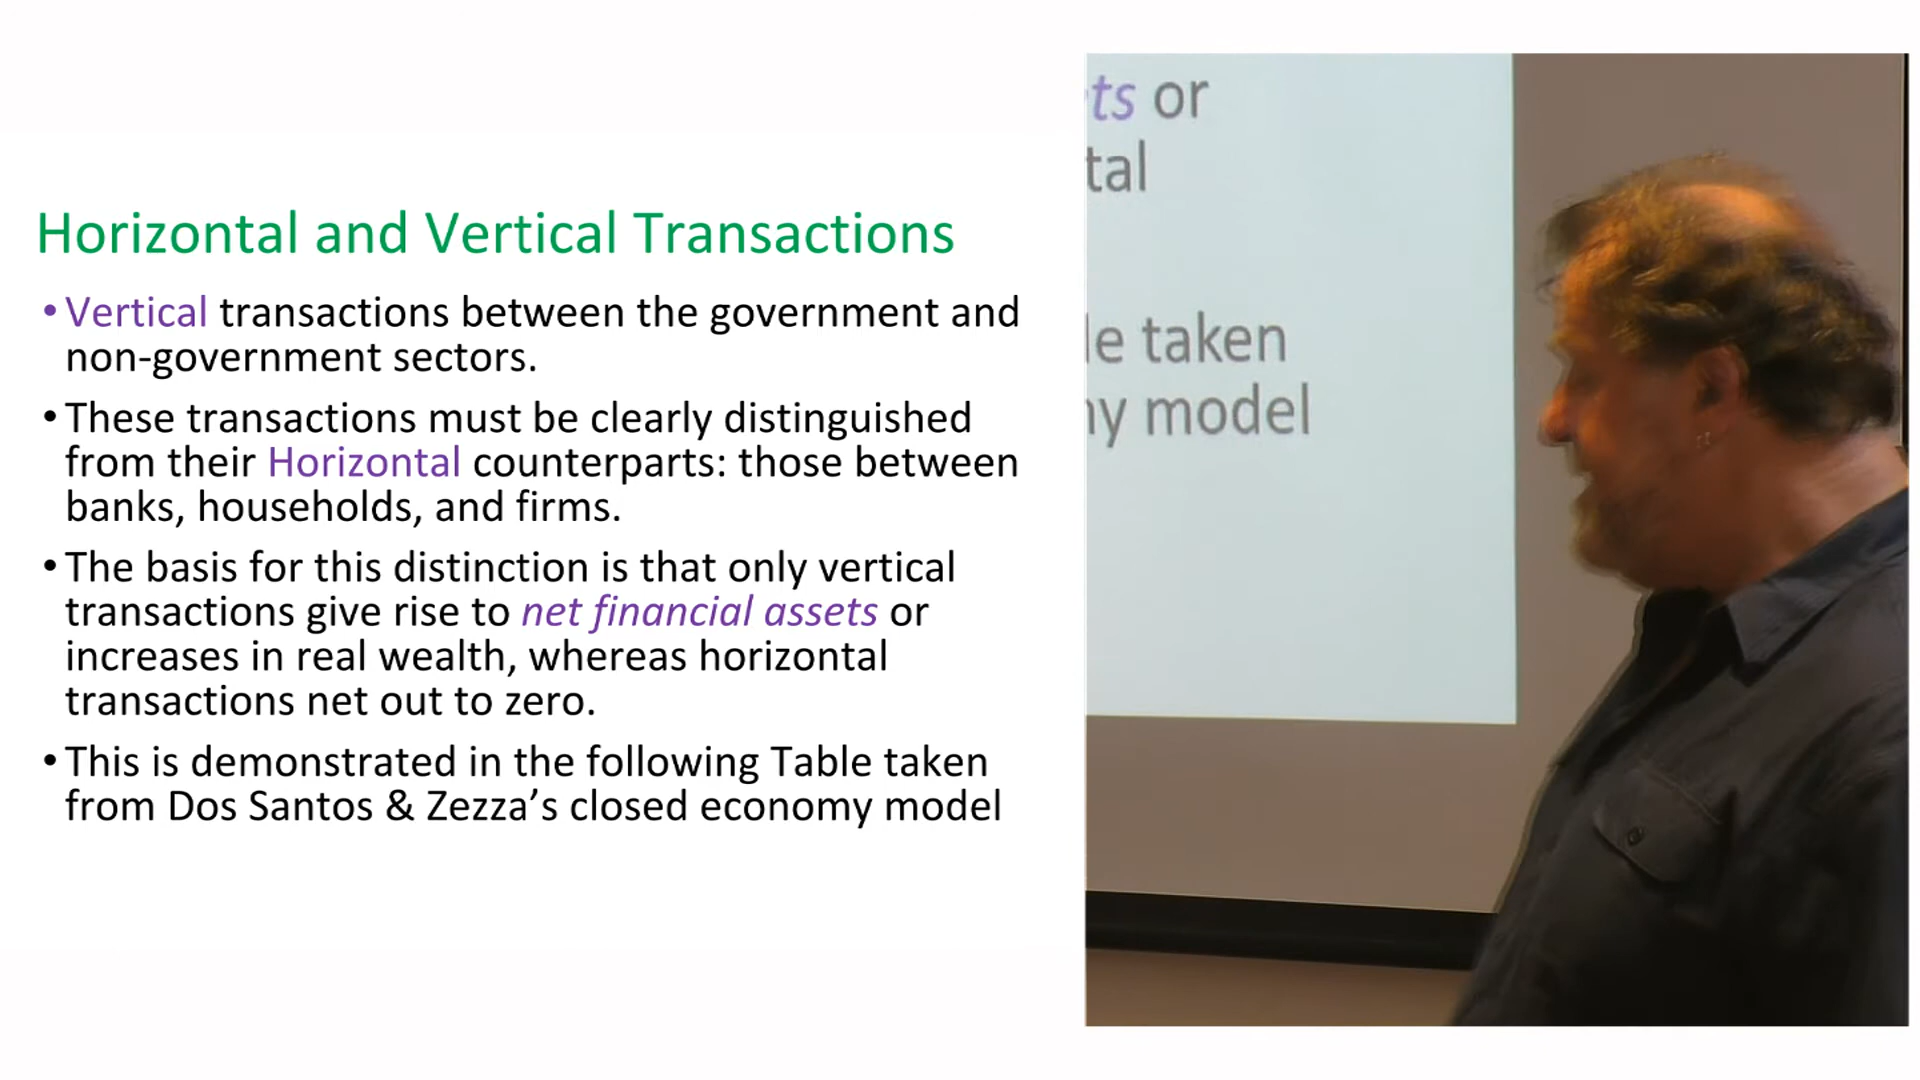 Horizontal and Vertical Transactions
• Vertical transactions between the government and
non-government sectors.
• These transactions must be clearly distinguished
from their Horizontal counterparts: those between
banks, households, and firms.
• The basis for this distinction is that only vertical
transactions give rise to net financial assets or
increases in real wealth, whereas horizontal
transactions net out to zero.
• This is demonstrated in the following Table taken
from Dos Santos & Zezza’s closed economy model
ts or
tal
le taken
y model